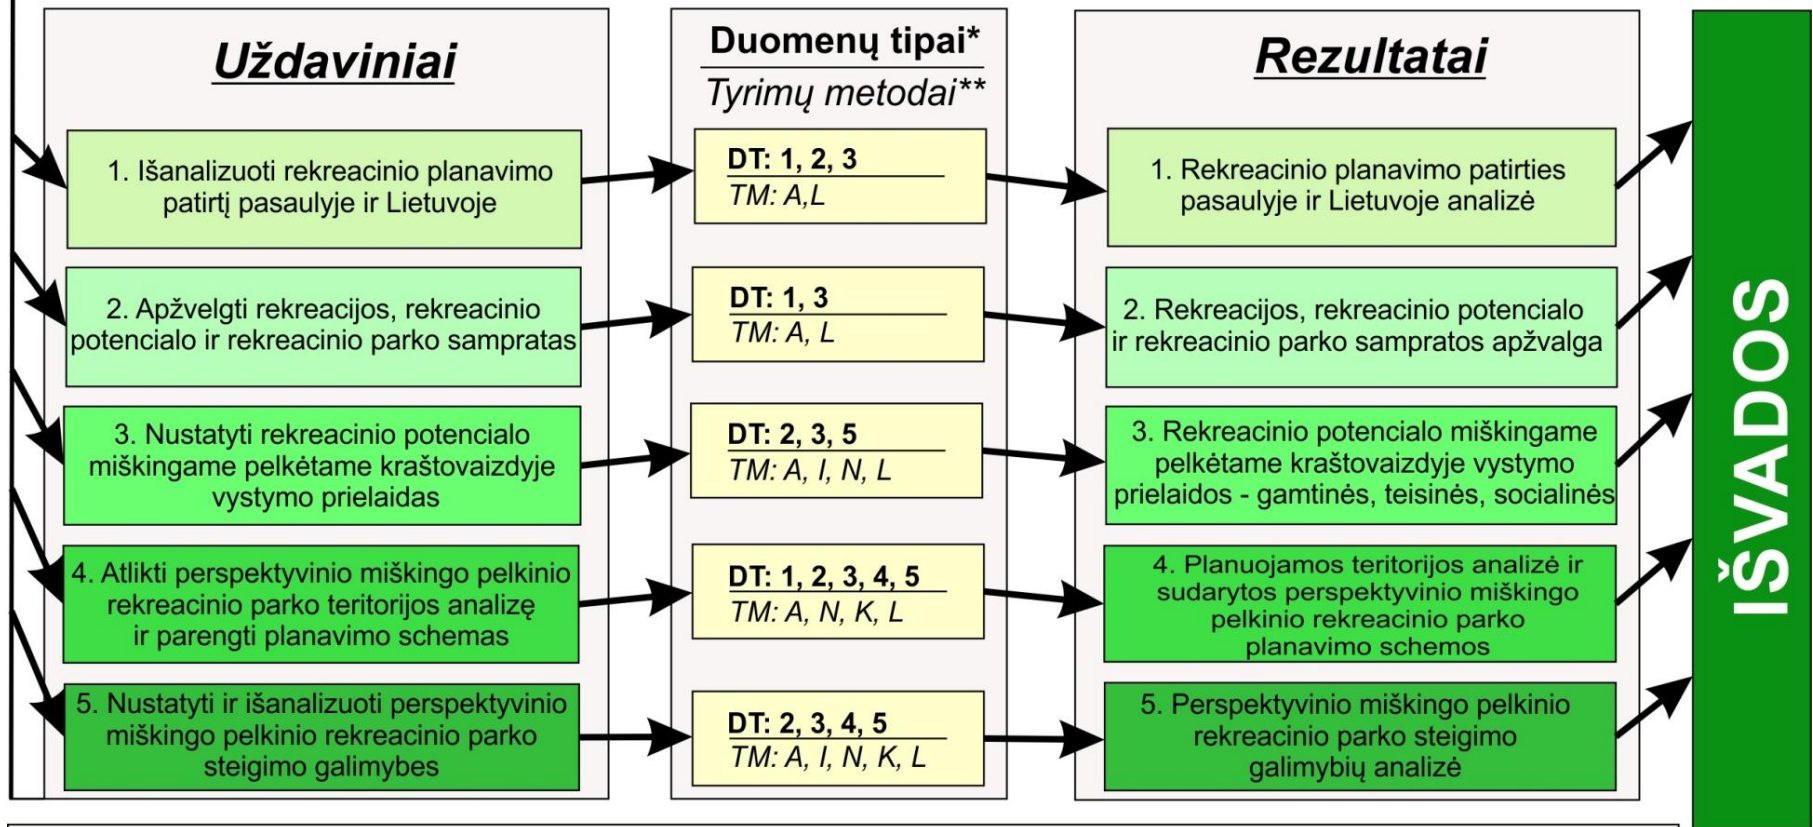 Uždaviniai
1. Išanalizuoti rekreacinio planavimo
patirtį pasaulyje ir Lietuvoje
2. Apžvelgti rekreacijos, rekreacinio
potencialo ir rekreacinio parko sampratas
3. Nustatyti rekreacinio potencialo
miškingame pelkėtame kraštovaizdyje
vystymo prielaidas
4. Atlikti perspektyvinio miškingo pelkinio
rekreacinio parko teritorijos analizę
ir parengti planavimo schemas
5. Nustatyti ir išanalizuoti perspektyvinio
miškingo pelkinio rekreacinio parko
steigimo galimybes
Duomenų tipai*
Tyrimų metodai**
DT: 1, 2, 3
TM: A,L
DT: 1, 3
TM: A, L
DT: 2, 3, 5
TM: A, I, N, L
DT: 1, 2, 3, 4, 5
TM: A, N, K, L
DT: 2, 3, 4, 5
TM: A, I, N, K, L
Rezultatai
1. Rekreacinio planavimo patirties
pasaulyje ir Lietuvoje analizė
2. Rekreacijos, rekreacinio potencialo
ir rekreacinio parko sampratos apžvalga
3. Rekreacinio potencialo miškingame
pelkėtame kraštovaizdyje vystymo
prielaidos - gamtinės, teisinės, socialinės
4. Planuojamos teritorijos analizė ir
sudarytos perspektyvinio miškingo
pelkinio rekreacinio parko
planavimo schemos
5. Perspektyvinio miškingo pelkinio
rekreacinio parko steigimo
galimybių analizė
IŠVADOS